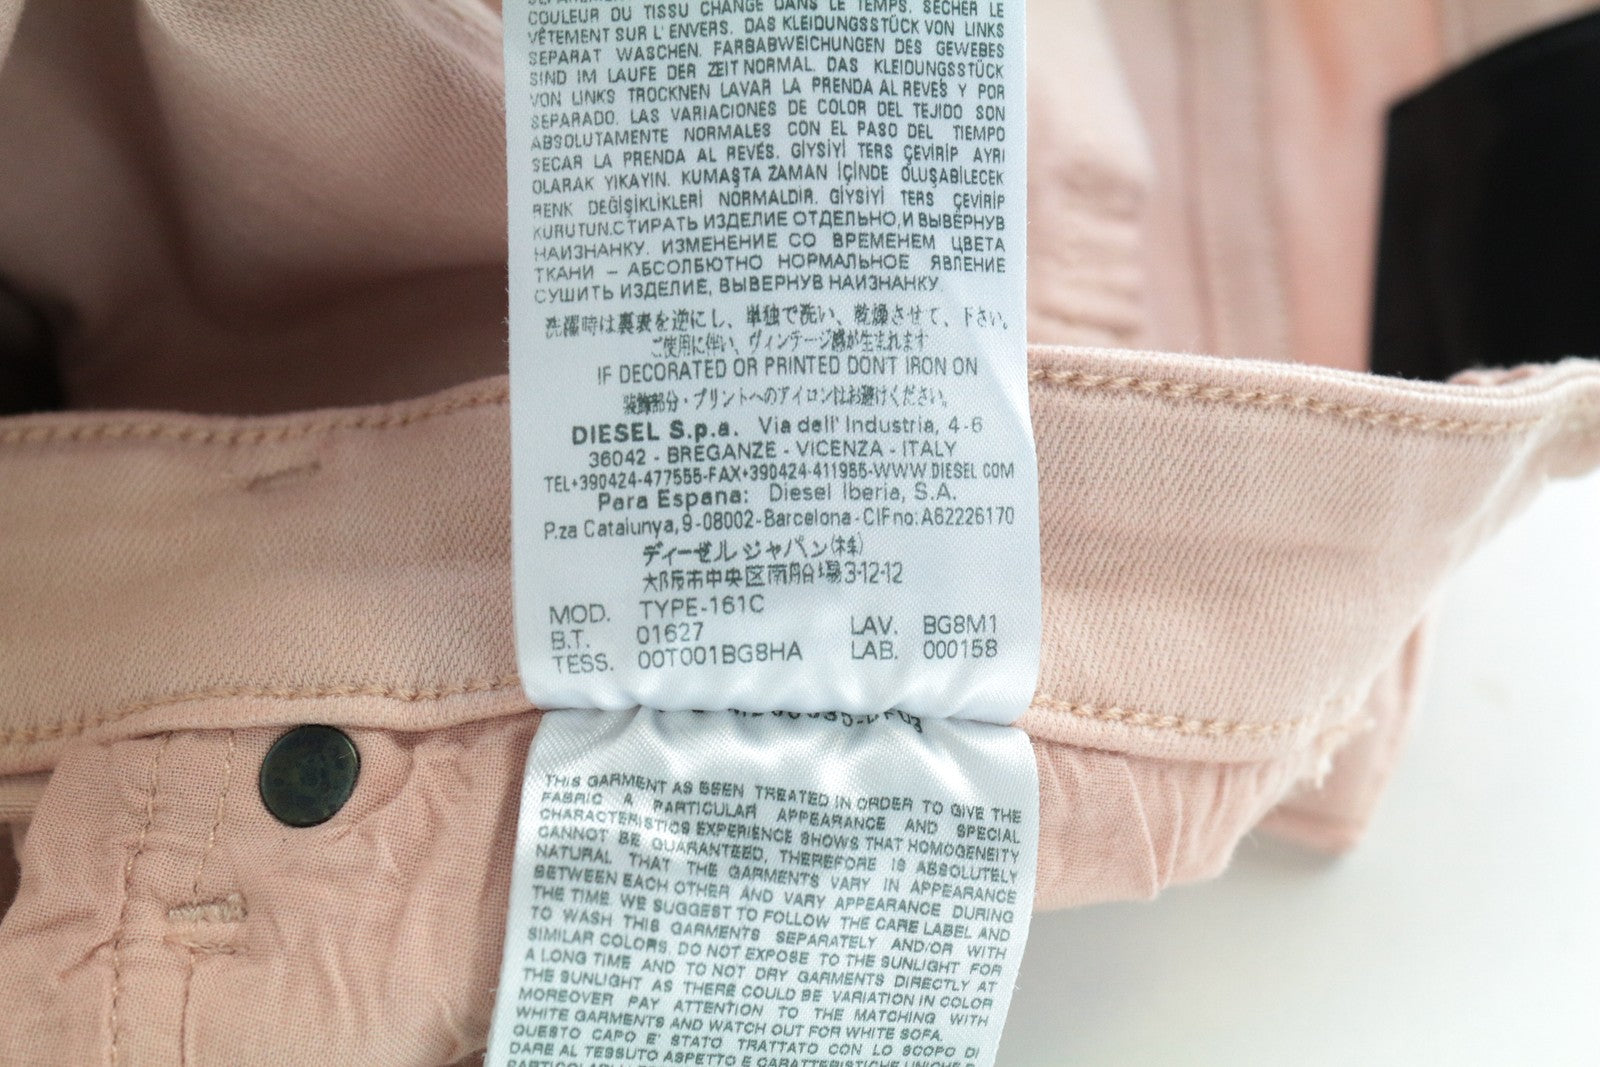 COULEUR DU TISSU CHANGE DANS LE TEMPS. SÉCHER LE
VÊTEMENT SUR L'ENVERS. DAS KLEIDUNGSSTÜCK VON LINKS
SEPARAT WASCHEN. FARBABWEICHUNGEN DES GEWEBES
SIND IM LAUFE DER ZEIT NORMAL. DAS KLEIDUNGSSTÜCK
VON LINKS TROCKNEN LAVAR LA PRENDA AL REVÉS Y POR
SEPARADO. LAS VARIACIONES DE COLOR DEL TEJIDO SON
ABSOLUTAMENTE NORMALES CON EL PASO DEL TIEMPO
SECAR LA PRENDA AL REVÉS. GİYSİYİ TERS ÇEVİRİP AYRI
OLARAK YIKAYIN. KUMAŞTA ZAMAN İÇİNDE OLUŞABİLECEK
RENK DEĞİŞİKLİKLERİ NORMALDIR. GİYSİYİ TERS ÇEVİRİP
KURUTUN.СТИРАТЬ ИЗДЕЛИЕ ОТДЕЛЬНО,И ВЫВЕРНУВ
НАИЗНАНКУ. ИЗМЕНЕНИЕ СО ВРЕМЕНЕМ ЦВЕТА
ТКАНИ – АБСОЛЮТНО НОРМАЛЬНОЕ ЯВЛЕНИЕ
СУШИТЬ ИЗДЕЛИЕ, ВЫВЕРНУВ НАИЗНАНКУ
洗濯時は裏表を逆にし、単独で洗い、乾燥させて、下さい。
ご使用に伴い、ヴィンテージ感が生まれます
IF DECORATED OR PRINTED DONT IRON ON
装飾部分・プリントへのアイロンはお避けください。
DIESEL S.p.a. Via dell' Industria, 4-6
36042 - BREGANZE - VICENZA - ITALY
TEL+390424-477555-FAX+390424-411955-WWW DIESEL COM
Para Espana: Diesel Iberia, S.A.
P.za Catalunya,9-08002-Barcelona-CIFno:A62226170
ディーゼルジャパン(株)
大阪市中央区南船場3-12-12
MOD. TYPE-161C
B.T. 01627 LAV. BG8M1
TESS. 00T001BG8HA LAB. 000158
THIS GARMENT AS BEEN TREATED IN ORDER TO GIVE THE
FABRIC A PARTICULAR APPEARANCE AND SPECIAL
CHARACTERISTICS EXPERIENCE SHOWS THAT HOMOGENEITY
CANNOT BE GUARANTEED, THEREFORE IS ABSOLUTELY
NATURAL THAT THE GARMENTS VARY IN APPEARANCE
BETWEEN EACH OTHER AND VARY APPEARANCE DURING
THE TIME. WE SUGGEST TO FOLLOW THE CARE LABEL AND
TO WASH THIS GARMENTS SEPARATELY AND/OR WITH
SIMILAR COLORS. DO NOT EXPOSE TO THE SUNLIGHT FOR
A LONG TIME AND TO NOT DRY GARMENTS DIRECTLY AT
THE SUNLIGHT AS THERE COULD BE VARIATION IN COLOR
MOREOVER PAY ATTENTION TO THE MATCHING WITH
WHITE GARMENTS AND WATCH OUT FOR WHITE SOFA.
QUESTO CAPO E' STATO TRATTATO CON LO SCOPO DI
DARE AL TESSUTO ASPETTO E CARATTERISTICHE UNICHE